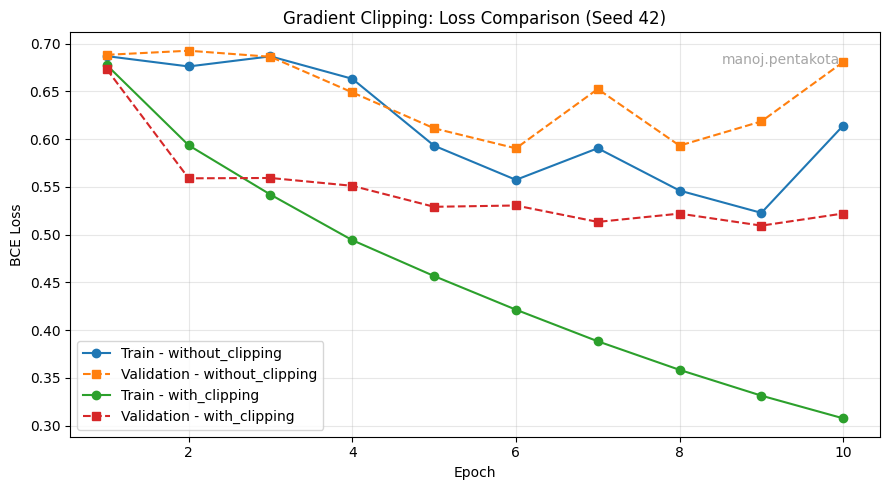 Gradient Clipping: Loss Comparison (Seed 42)
manoj.pentakota
0.70
0.65
0.60
0.55
0.50
0.45
0.40
0.35
0.30
BCE Loss
Train - without_clipping
Validation - without_clipping
Train - with_clipping
Validation - with_clipping
2 4 6 8 10
Epoch